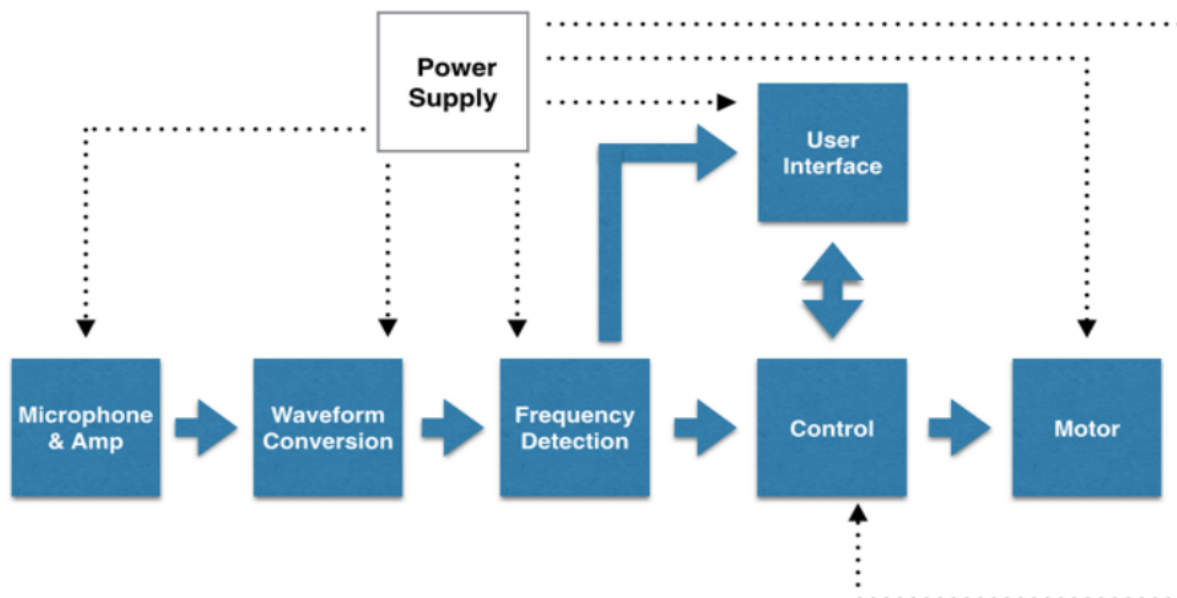 Power
Supply
User
Interface
Microphone
& Amp
Waveform
Conversion
Frequency
Detection
Control
Motor